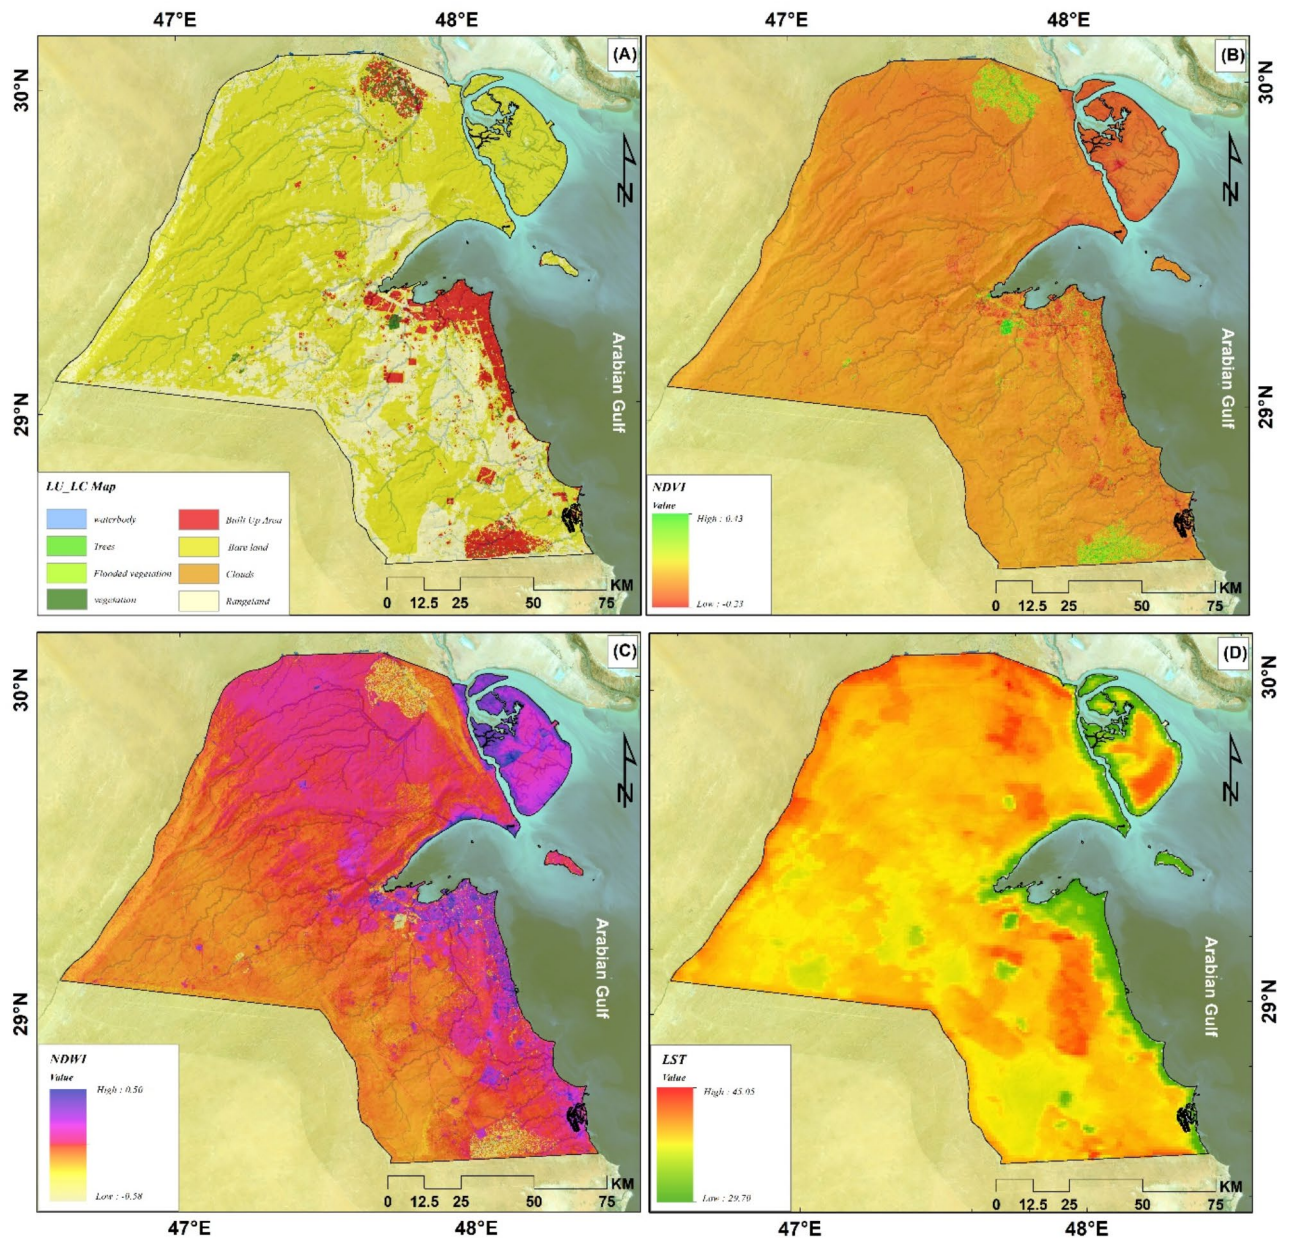 47°E 48°E 47°E 48°E
(A) (B)
30°N 30°N
N N
Arabian Gulf Arabian Gulf
29°N 29°N
LU_LC Map
waterbody Built Up Area
Trees Bare land
Flooded vegetation Clouds
vegetation Rangeland
KM
0 12.5 25 50 75
NDVI
Value
High : 0.43
Low : -0.23
KM
0 12.5 25 50 75
(C) (D)
30°N 30°N
N N
Arabian Gulf Arabian Gulf
29°N 29°N
NDWI
Value
High : 0.50
Low : -0.58
KM
0 12.5 25 50 75
LST
Value
High : 45.05
Low : 29.70
KM
0 12.5 25 50 75
47°E 48°E 47°E 48°E